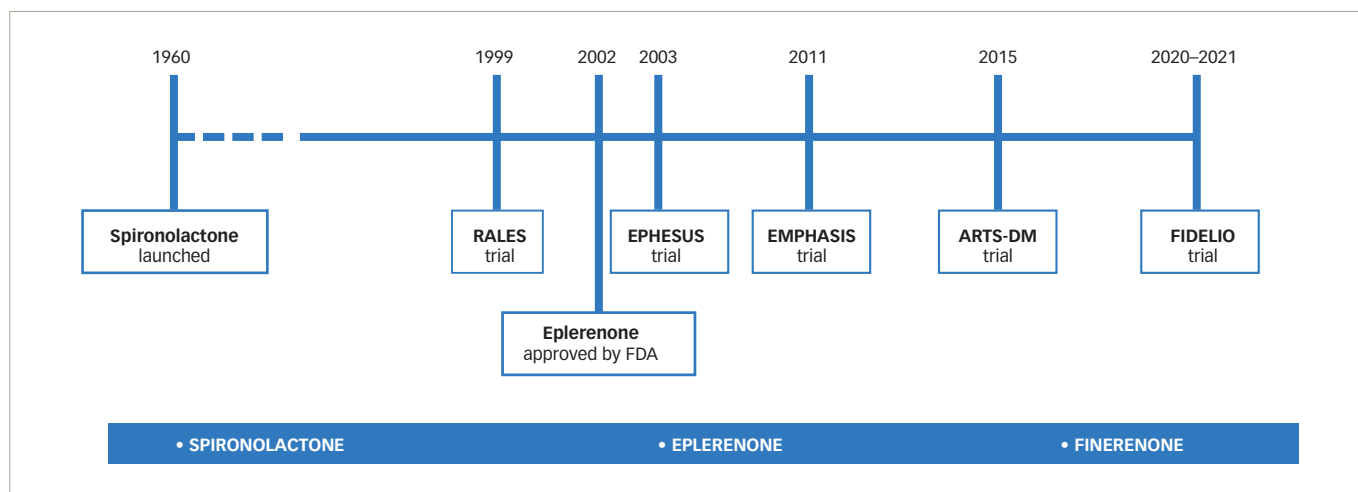 1960
1999
2002
2003
2011
2015
2020–2021
Spironolactone
launched
RALES
trial
EPHESUS
trial
EMPHASIS
trial
ARTS-DM
trial
FIDELIO
trial
Eplerenone
approved by FDA
• SPIRONOLACTONE
• EPLERENONE
• FINERENONE